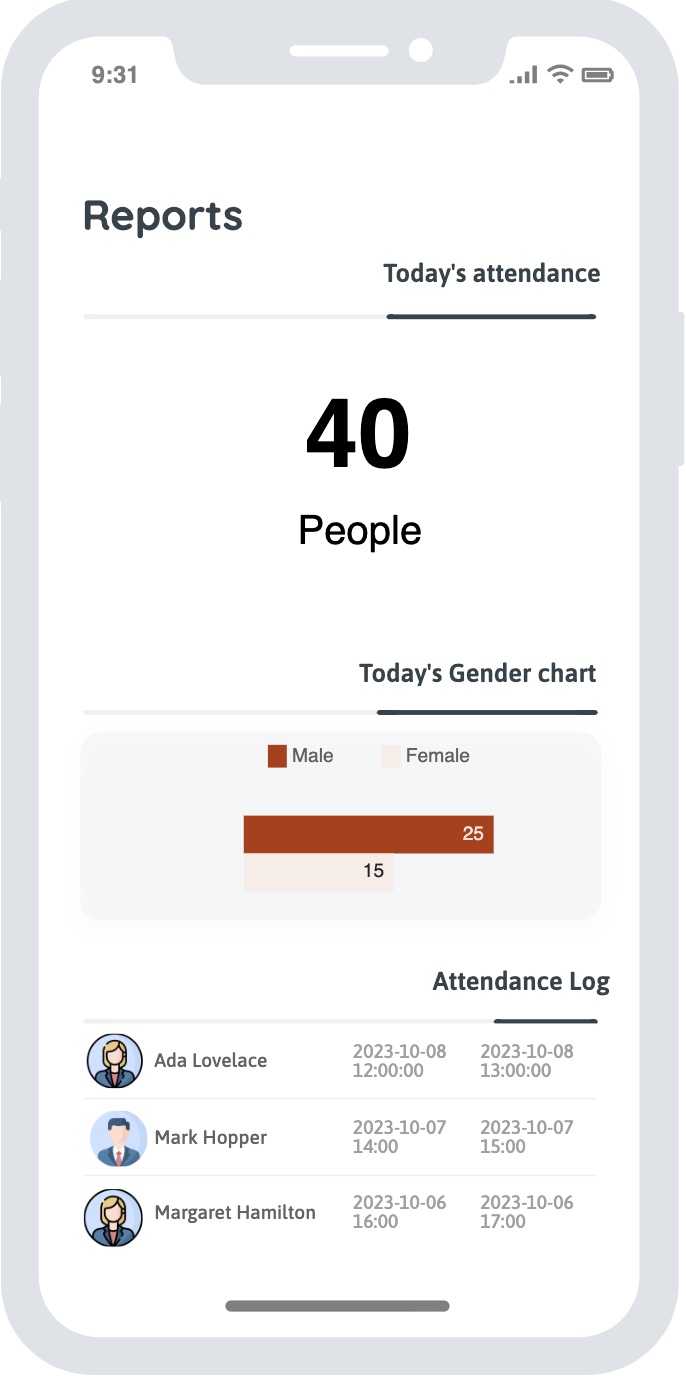 9:31
Reports
Today's attendance
40
People
Today's Gender chart
Male Female
25
15
Attendance Log
Ada Lovelace 2023-10-08 2023-10-08
12:00:00 13:00:00
Mark Hopper 2023-10-07 2023-10-07
14:00 15:00
Margaret Hamilton 2023-10-06 2023-10-06
16:00 17:00